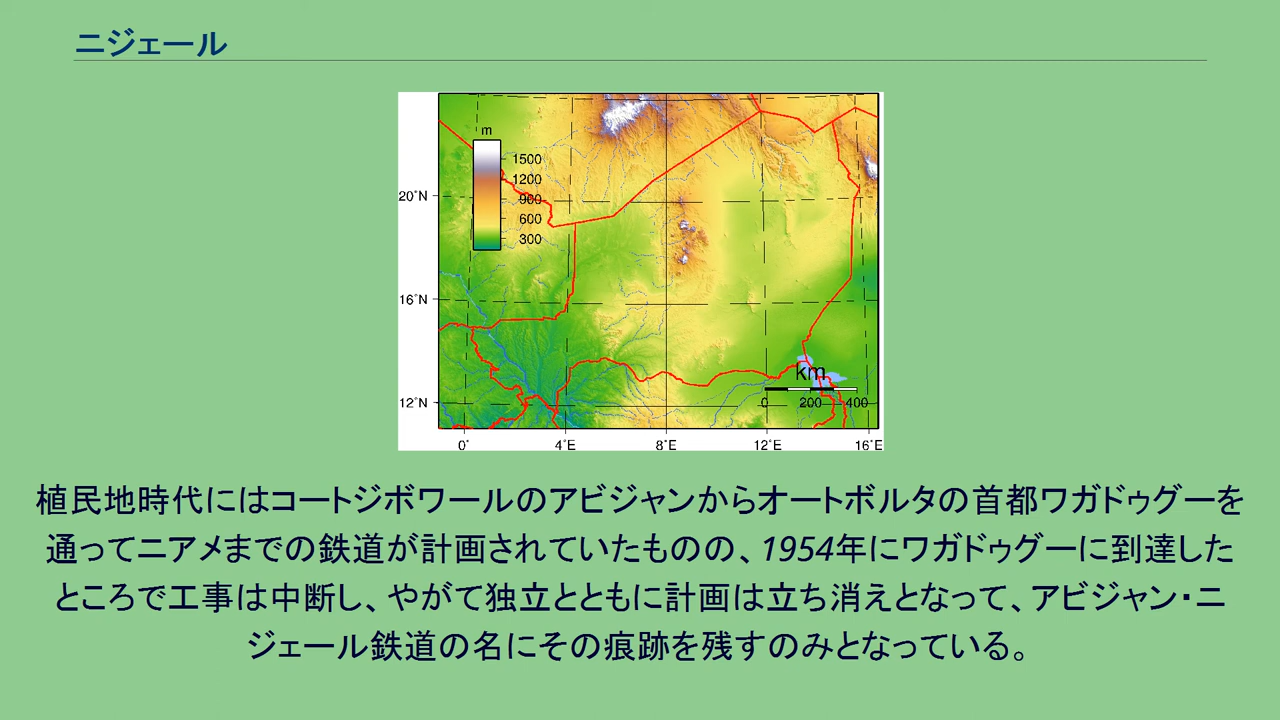 ニジェール
m
1500
1200
900
600
300
20°N
16°N
12°N
km
0 200 400
0° 4°E 8°E 12°E 16°E
植民地時代にはコートジボワールのアビジャンからオートボルタの首都ワガドゥグーを
通ってニアメまでの鉄道が計画されていたものの、1954年にワガドゥグーに到達した
ところで工事は中断し、やがて独立とともに計画は立ち消えとなって、アビジャン・ニ
ジェール鉄道の名にその痕跡を残すのみとなっている。